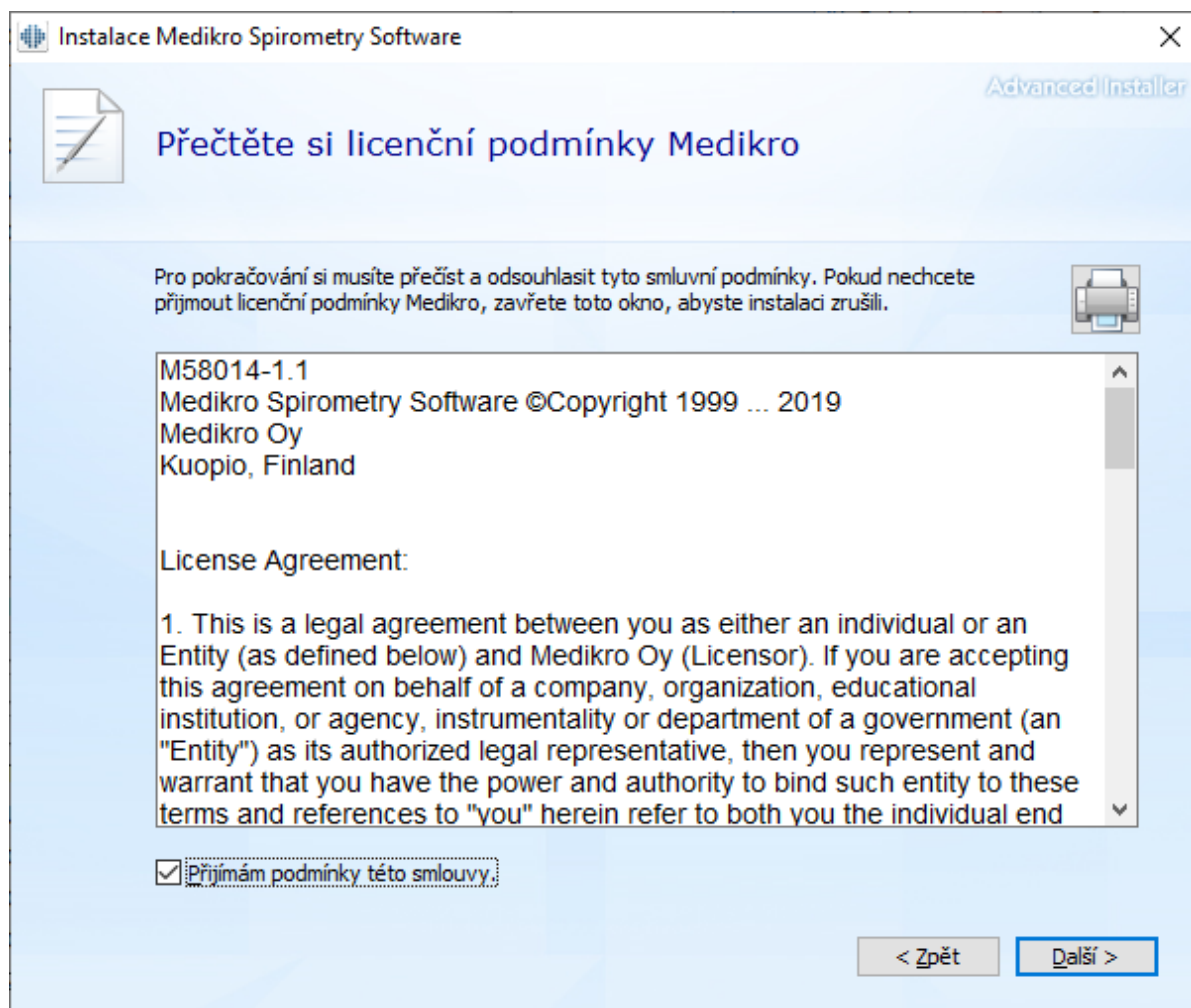 Instalace Medikro Spirometry Software
Advanced Installer
Přečtěte si licenční podmínky Medikro
Pro pokračování si musíte přečíst a odsouhlasit tyto smluvní podmínky. Pokud nechcete
přijmout licenční podmínky Medikro, zavřete toto okno, abyste instalaci zrušili.
M58014-1.1
Medikro Spirometry Software ©Copyright 1999 ... 2019
Medikro Oy
Kuopio, Finland
License Agreement:
1. This is a legal agreement between you as either an individual or an
Entity (as defined below) and Medikro Oy (Licensor). If you are accepting
this agreement on behalf of a company, organization, educational
institution, or agency, instrumentality or department of a government (an
"Entity") as its authorized legal representative, then you represent and
warrant that you have the power and authority to bind such entity to these
terms and references to "you" herein refer to both you the individual end
Přijímám podmínky této smlouvy.
< Zpět
Další >